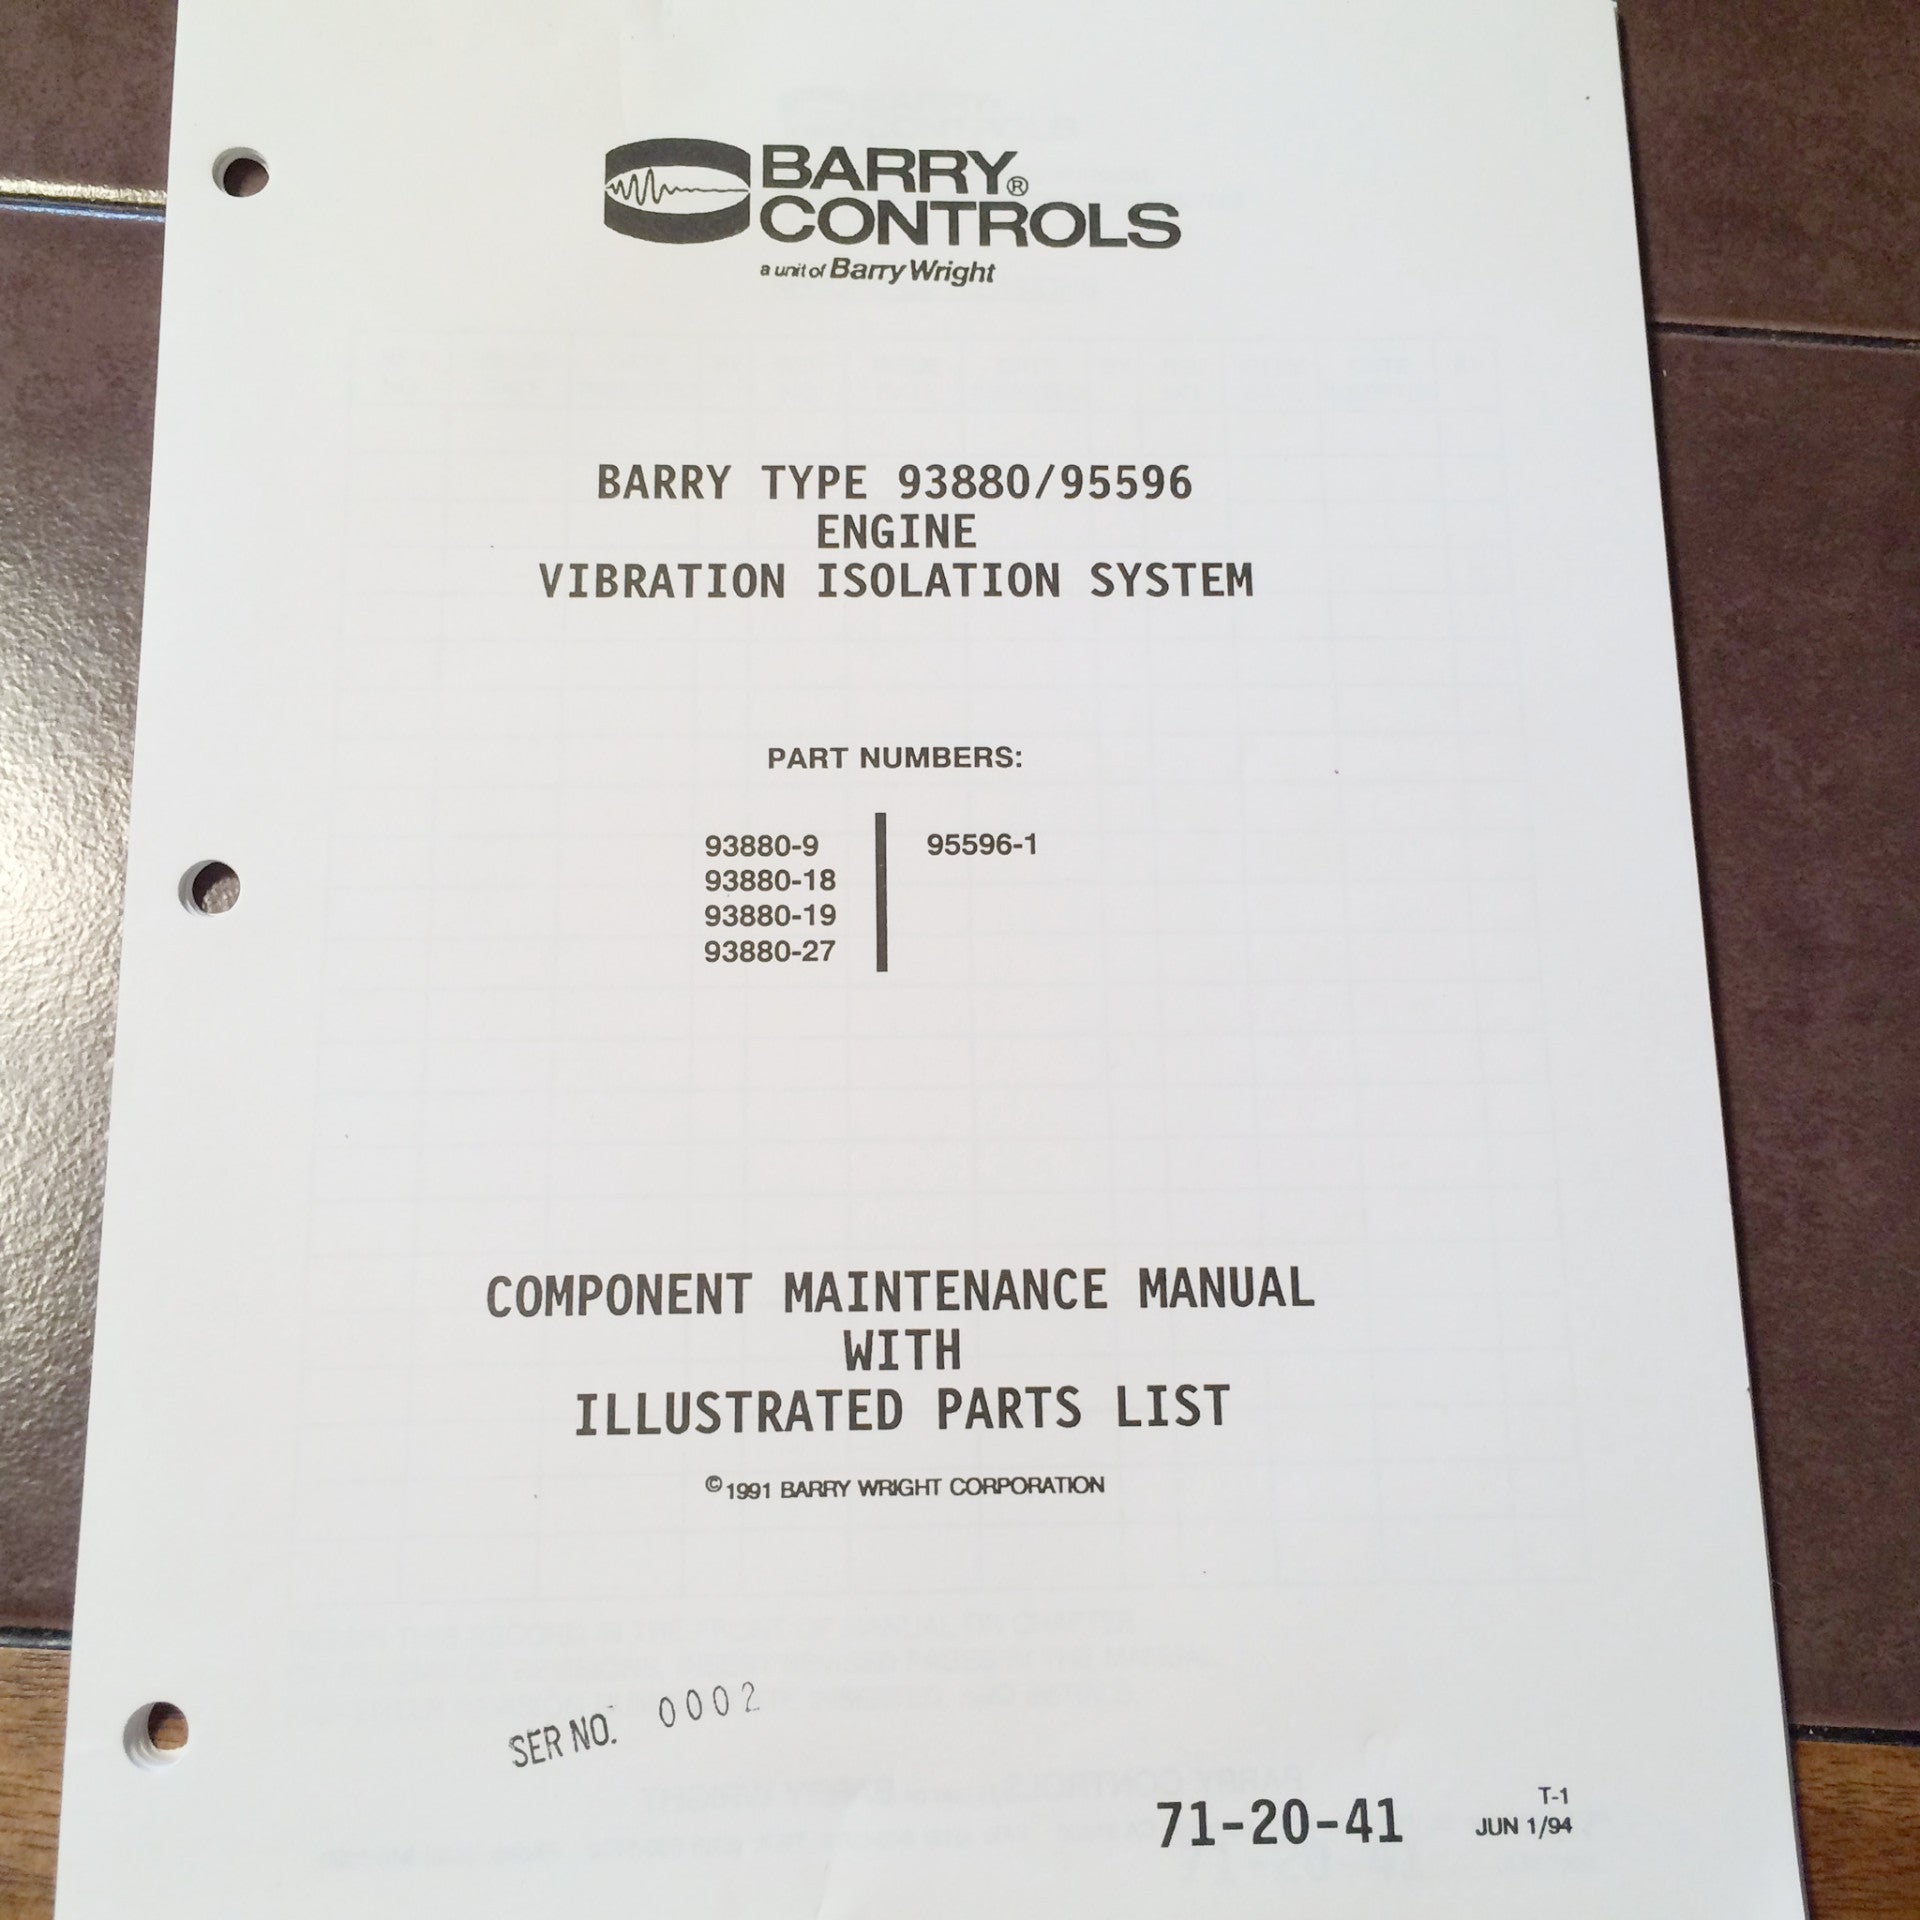 BARRY®
CONTROLS
a unit of Barry Wright
BARRY TYPE 93880/95596
ENGINE
VIBRATION ISOLATION SYSTEM
PART NUMBERS:
93880-9
93880-18
93880-19
93880-27
95596-1
COMPONENT MAINTENANCE MANUAL
WITH
ILLUSTRATED PARTS LIST
©1991 BARRY WRIGHT CORPORATION
SER NO. 0002
71-20-41
T-1
JUN 1/94